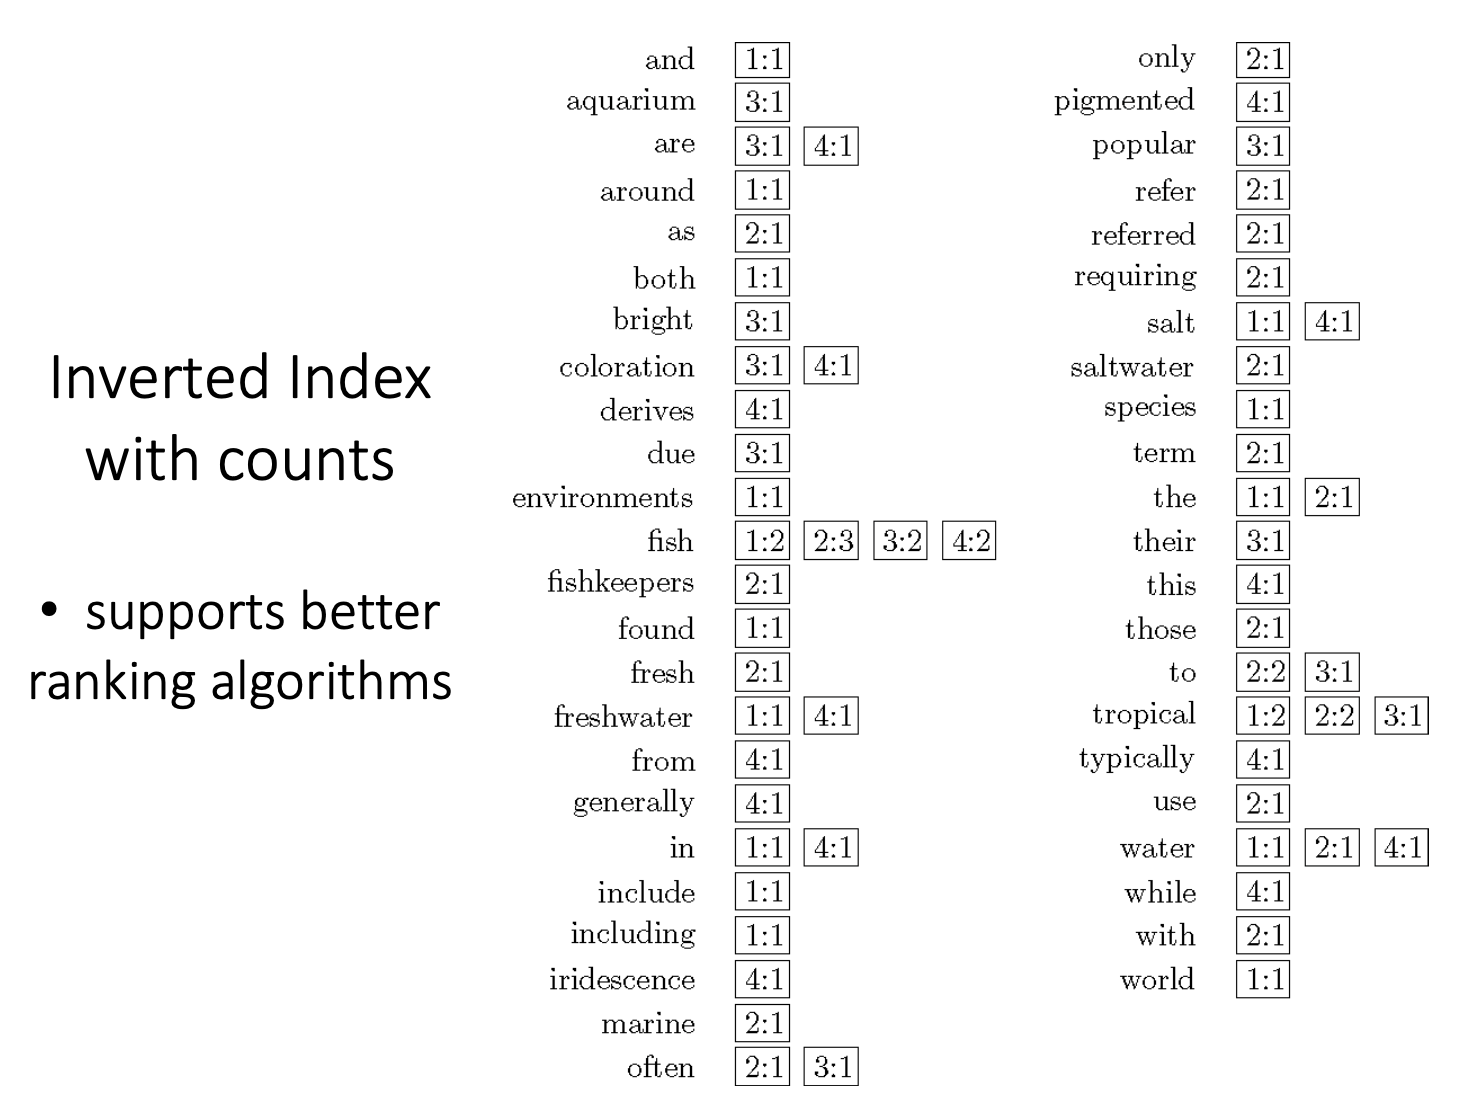 Inverted Index
with counts
• supports better
ranking algorithms
and 1:1
aquarium 3:1
are 3:1 4:1
around 1:1
as 2:1
both 1:1
bright 3:1
coloration 3:1 4:1
derives 4:1
due 3:1
environments 1:1
fish 1:2 2:3 3:2 4:2
fishkeepers 2:1
found 1:1
fresh 2:1
freshwater 1:1 4:1
from 4:1
generally 4:1
in 1:1 4:1
include 1:1
including 1:1
iridescence 4:1
marine 2:1
often 2:1 3:1
only 2:1
pigmented 4:1
popular 3:1
refer 2:1
referred 2:1
requiring 2:1
salt 1:1 4:1
saltwater 2:1
species 1:1
term 2:1
the 1:1 2:1
their 3:1
this 4:1
those 2:1
to 2:2 3:1
tropical 1:2 2:2 3:1
typically 4:1
use 2:1
water 1:1 2:1 4:1
while 4:1
with 2:1
world 1:1